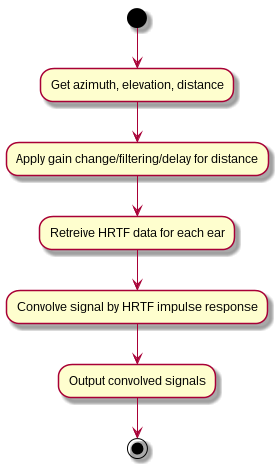 Get azimuth, elevation, distance
Apply gain change/filtering/delay for distance
Retreive HRTF data for each ear
Convolve signal by HRTF impulse response
Output convolved signals